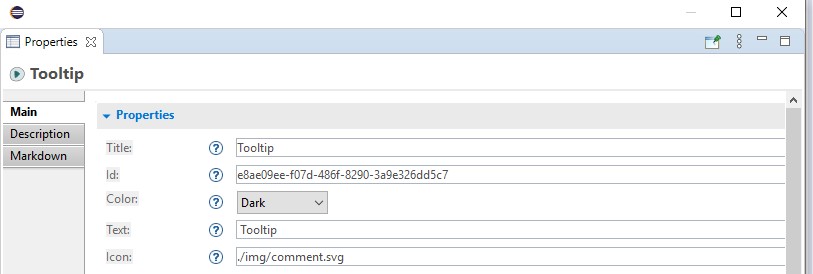 Properties
Tooltip
Main
Description
Markdown
Properties
Title: Tooltip
Id: e8ae09ee-f07d-486f-8290-3a9e326dd5c7
Color: Dark
Text: Tooltip
Icon: ./img/comment.svg